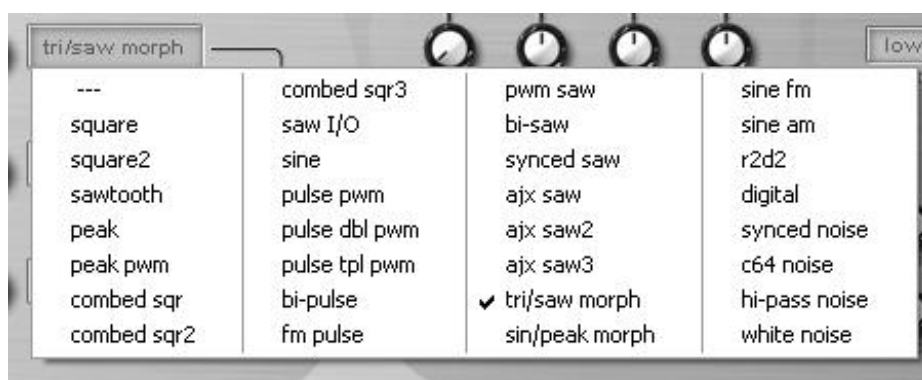 tri/saw morph
low
---
square
square2
sawtooth
peak
peak pwm
combed sqr
combed sqr2
combed sqr3
saw I/O
sine
pulse pwm
pulse dbl pwm
pulse tpl pwm
bi-pulse
fm pulse
pwm saw
bi-saw
synced saw
ajx saw
ajx saw2
ajx saw3
tri/saw morph
sin/peak morph
sine fm
sine am
r2d2
digital
synced noise
c64 noise
hi-pass noise
white noise